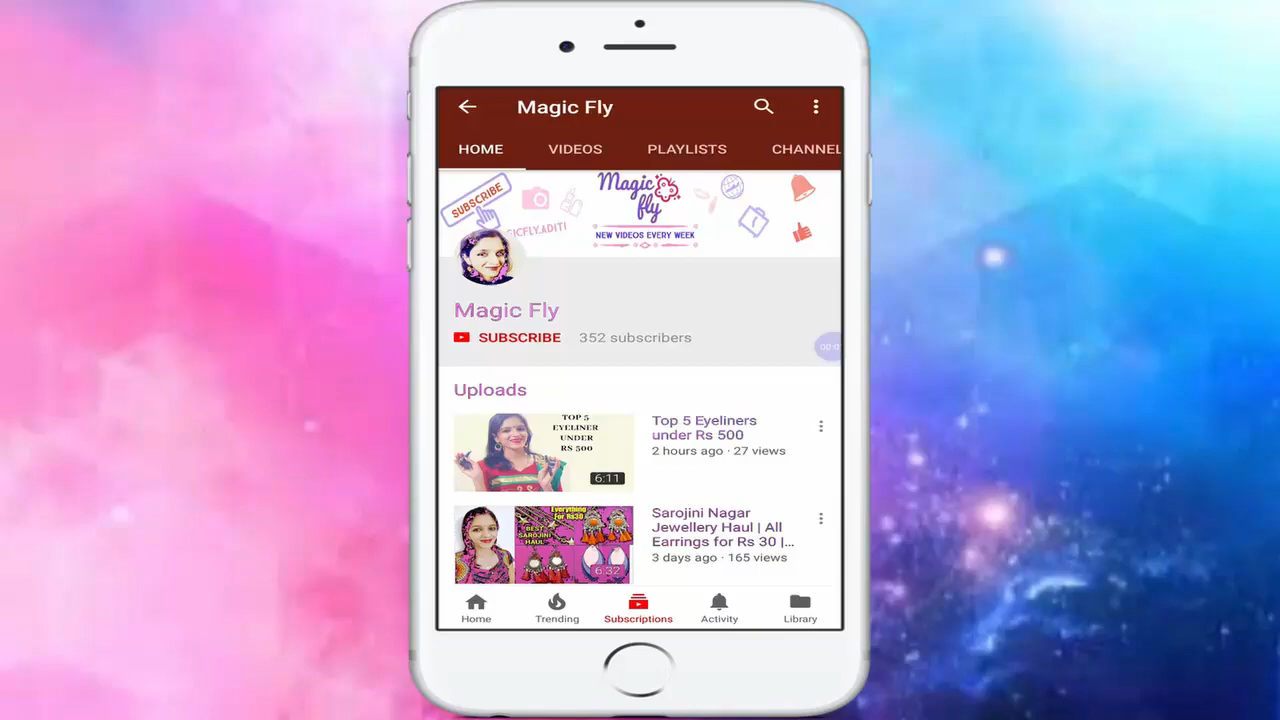 Magic Fly
HOME VIDEOS PLAYLISTS CHANNEL
SUBSCRIBE
Magic
fly
NEW VIDEOS EVERY WEEK
Magic Fly
SUBSCRIBE 352 subscribers
Uploads
TOP 5
EYELINER
UNDER
RS 500
6:11
Top 5 Eyeliners
under Rs 500
2 hours ago · 27 views
Everything
For Rs30
BEST
SAROJINI
HAUL
6:32
Sarojini Nagar
Jewellery Haul | All
Earrings for Rs 30 |...
3 days ago · 165 views
Home Trending Subscriptions Activity Library